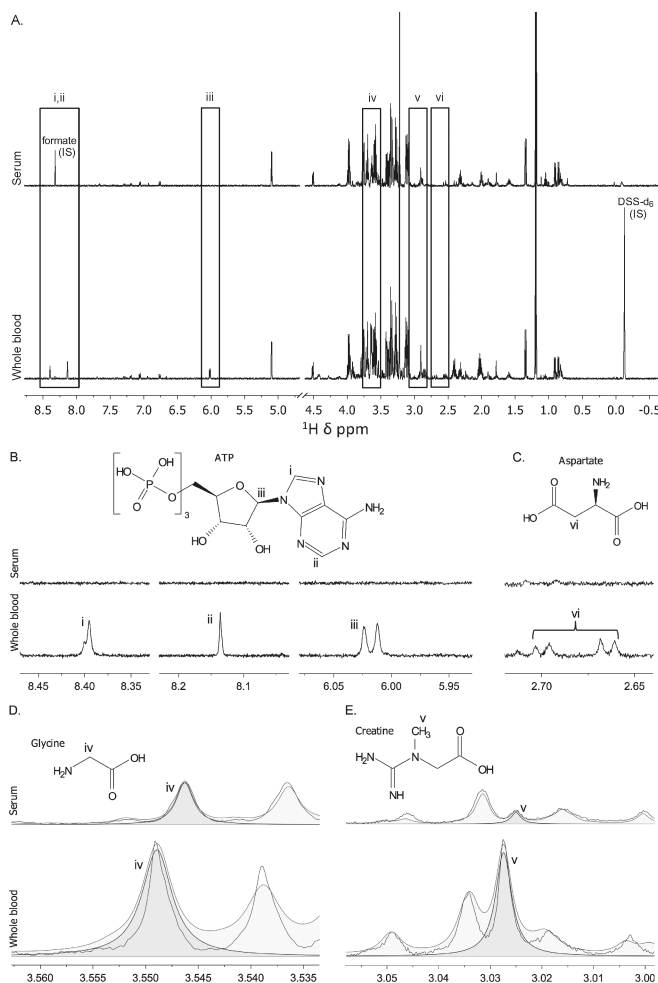 A.
i,ii
iii
iv
v
vi
formate
(IS)
Serum
DSS-d6
(IS)
Whole blood
8.5 8.0 7.5 7.0 6.5 6.0 5.5 5.0 4.5 4.0 3.5 3.0 2.5 2.0 1.5 1.0 0.5 0.0 -0.5
1H δ ppm
B.
ATP
C.
Aspartate
HO
OH
P
O
O
3
O
iii
i
N
N
N
N
NH2
ii
HO
OH
O
NH2
HO
OH
vi
O
Serum
Whole blood
i
ii
iii
vi
8.45 8.40 8.35 8.2 8.1 6.05 6.00 5.95 2.70 2.65
D.
Glycine
iv
H2N
OH
O
E.
Creatine
v
CH3
O
H2N
N
OH
NH
Serum
iv
v
Whole blood
iv
v
3.560 3.555 3.550 3.545 3.540 3.535 3.05 3.04 3.03 3.02 3.01 3.00